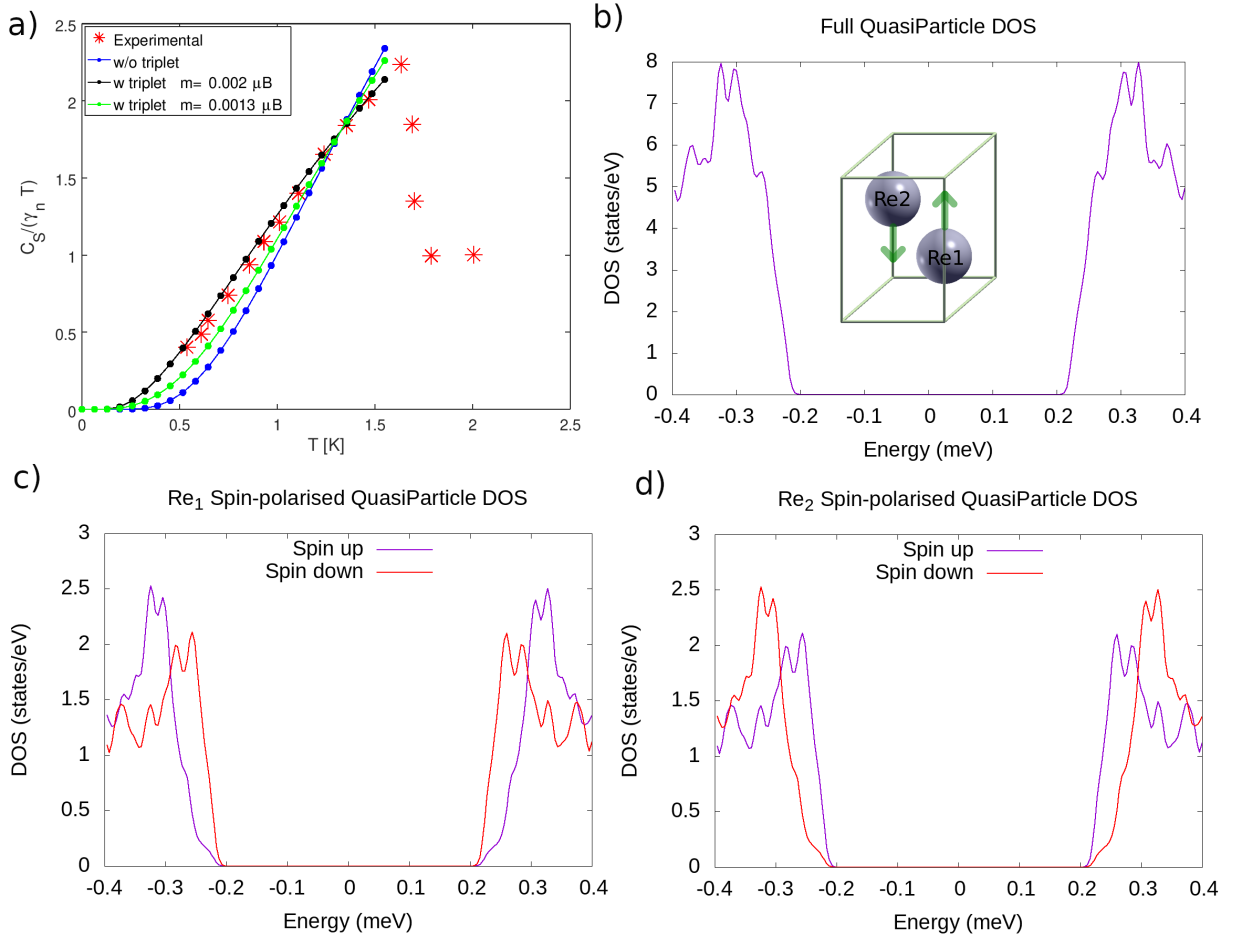 a)
2.5
2
1.5
1
0.5
0
C_S/(γ_n T)
Experimental
w/o triplet
w triplet m= 0.002 μB
w triplet m= 0.0013 μB
0 0.5 1 1.5 2 2.5
T [K]
b)
Full QuasiParticle DOS
8
7
6
5
4
3
2
1
0
DOS (states/eV)
Re2
Re1
-0.4 -0.3 -0.2 -0.1 0 0.1 0.2 0.3 0.4
Energy (meV)
c)
Re_1 Spin-polarised QuasiParticle DOS
3
2.5
2
1.5
1
0.5
0
DOS (states/eV)
Spin up
Spin down
-0.4 -0.3 -0.2 -0.1 0 0.1 0.2 0.3 0.4
Energy (meV)
d)
Re_2 Spin-polarised QuasiParticle DOS
3
2.5
2
1.5
1
0.5
0
DOS (states/eV)
Spin up
Spin down
-0.4 -0.3 -0.2 -0.1 0 0.1 0.2 0.3 0.4
Energy (meV)